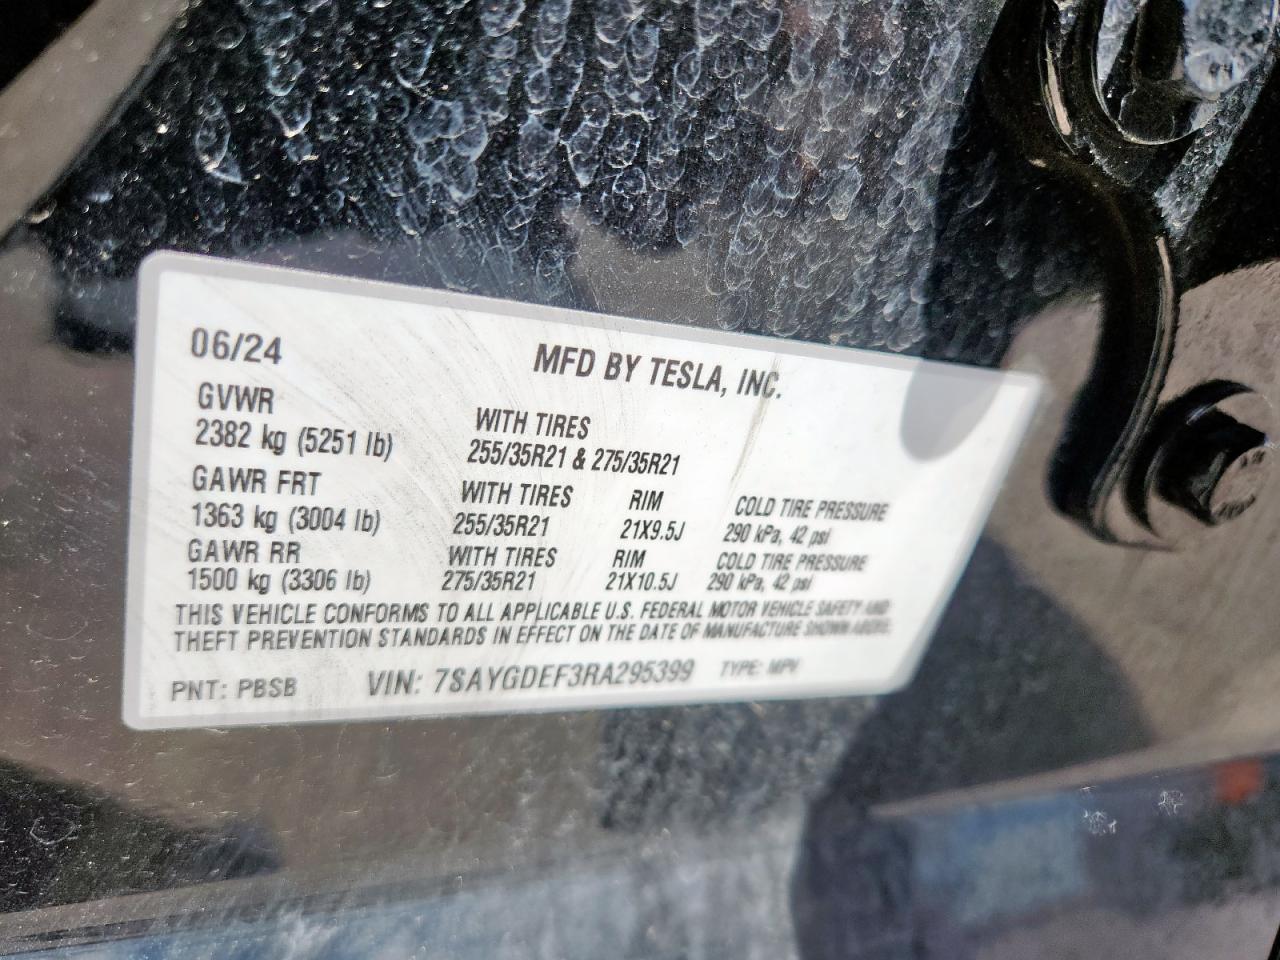 06/24
MFD BY TESLA, INC.
GVWR
2382 kg (5251 lb)
WITH TIRES
255/35R21 & 275/35R21
GAWR FRT
1363 kg (3004 lb)
WITH TIRES
255/35R21
RIM
21X9.5J
COLD TIRE PRESSURE
290 kPa, 42 psi
GAWR RR
1500 kg (3306 lb)
WITH TIRES
275/35R21
RIM
21X10.5J
COLD TIRE PRESSURE
290 kPa, 42 psi
THIS VEHICLE CONFORMS TO ALL APPLICABLE U.S. FEDERAL MOTOR VEHICLE SAFETY AND
THEFT PREVENTION STANDARDS IN EFFECT ON THE DATE OF MANUFACTURE SHOWN ABOVE.
PNT: PBSB VIN: 7SAYGDEF3RA295399 TYPE: MPV